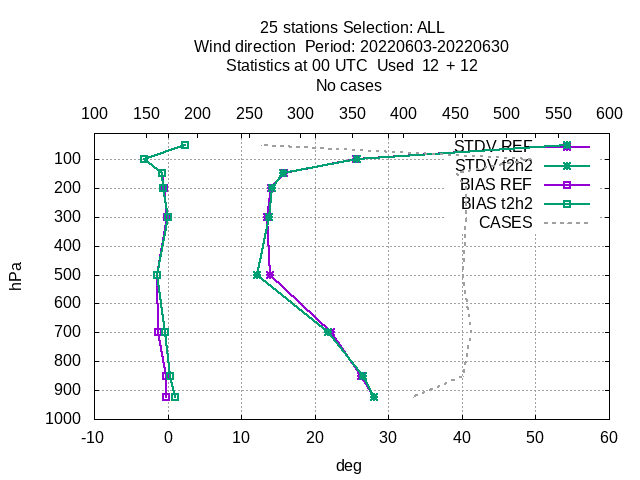 25 stations Selection: ALL
Wind direction  Period: 20220603-20220630
Statistics at 00 UTC  Used  12  + 12
No cases
100 150 200 250 300 350 400 450 500 550 600
STDV REF
STDV t2h2
BIAS REF
BIAS t2h2
CASES
100
200
300
400
500
600
700
800
900
1000
hPa
-10 0 10 20 30 40 50 60
deg